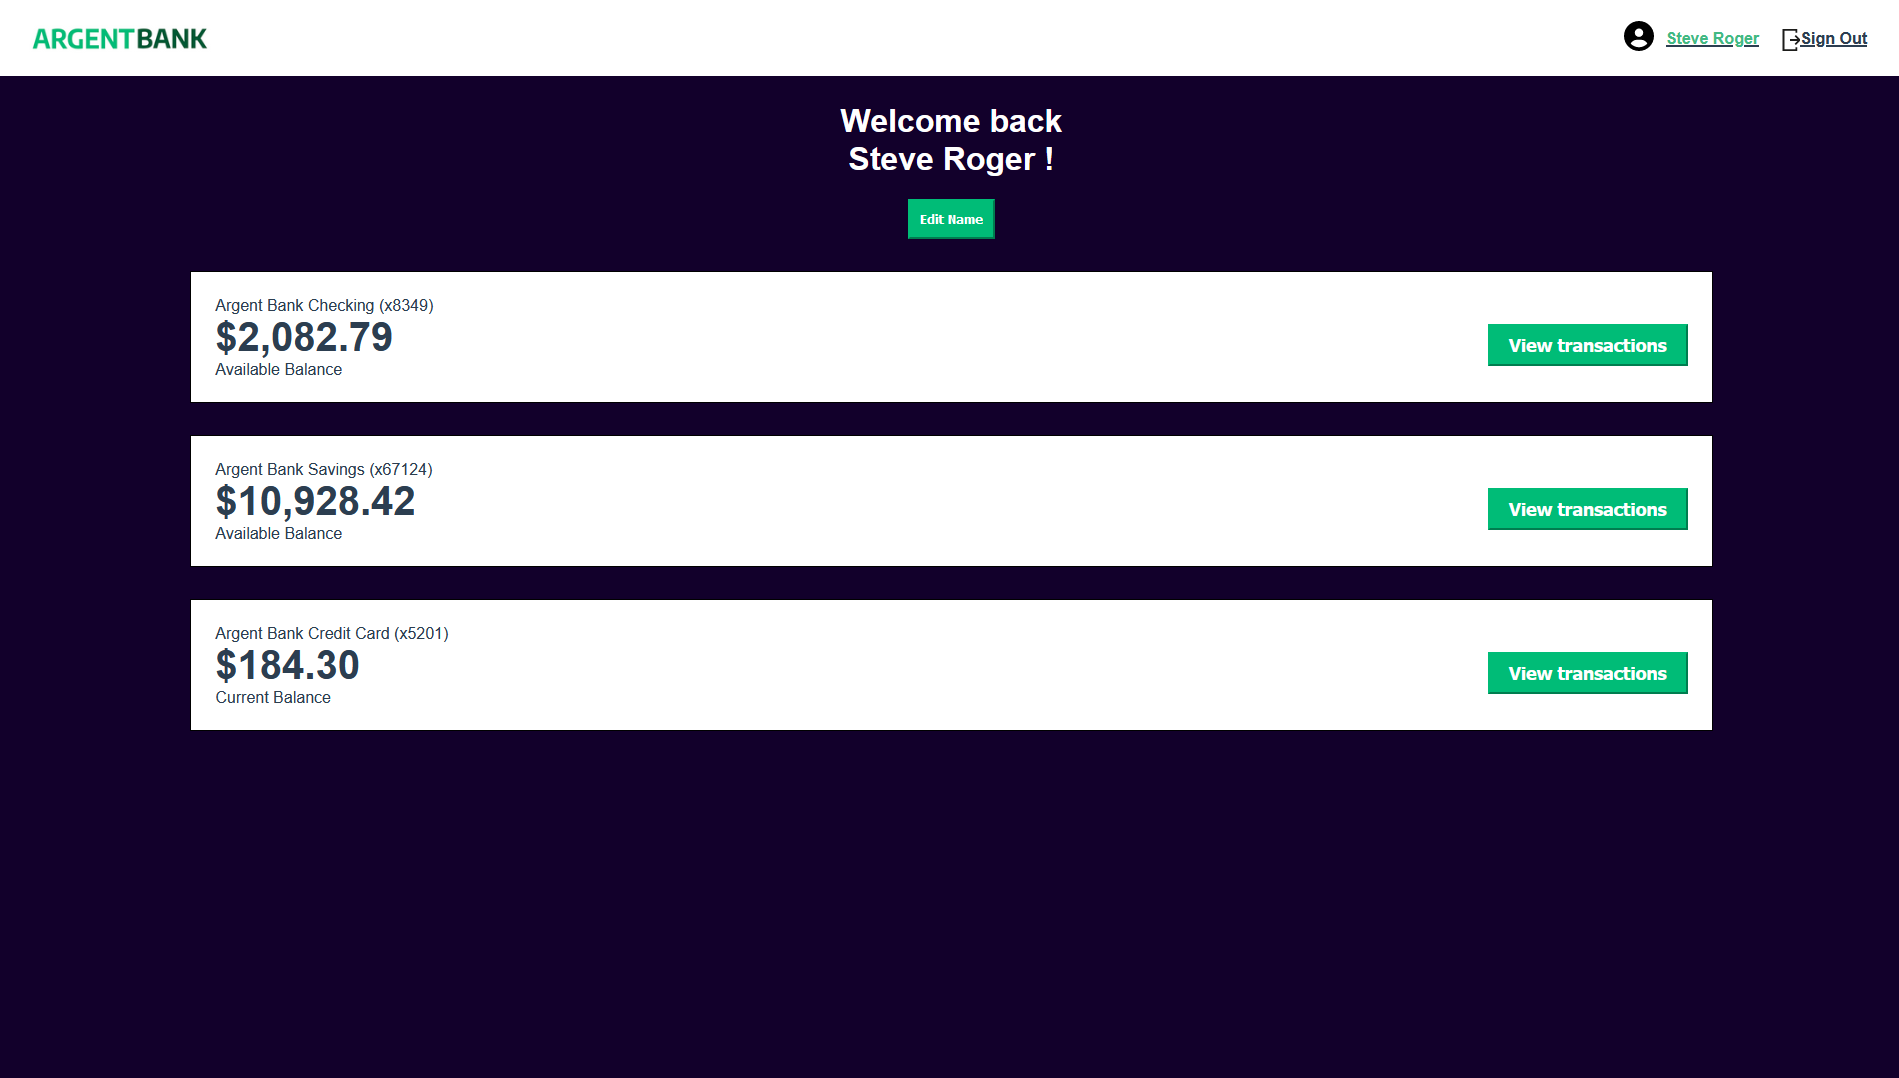 ARGENTBANK
Steve Roger
Sign Out
Welcome back
Steve Roger !
Edit Name
Argent Bank Checking (x8349)
$2,082.79
Available Balance
View transactions
Argent Bank Savings (x67124)
$10,928.42
Available Balance
View transactions
Argent Bank Credit Card (x5201)
$184.30
Current Balance
View transactions